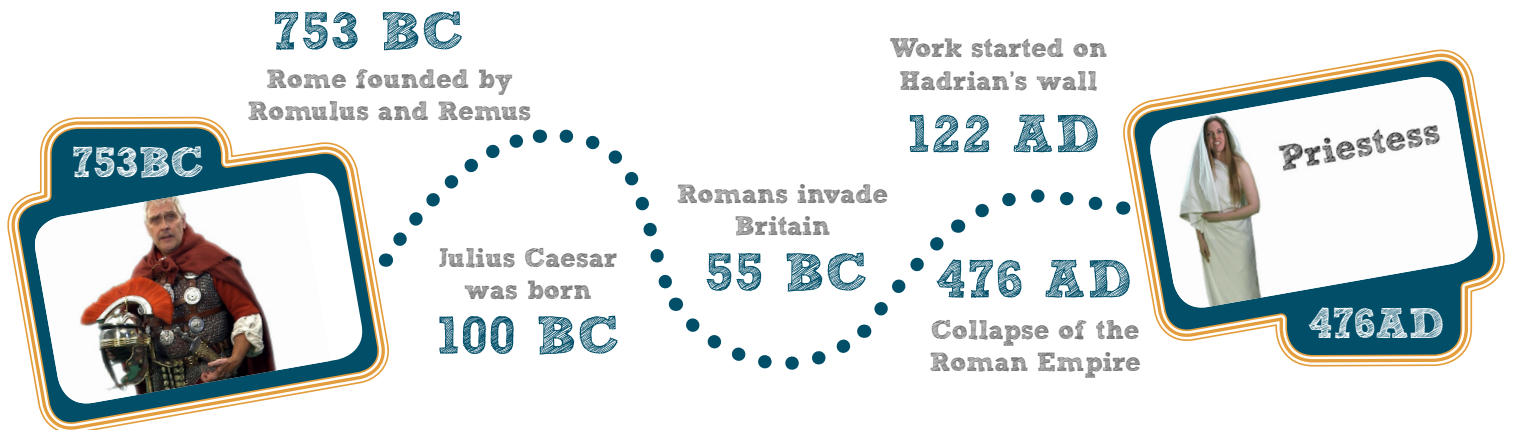 753BC
753 BC
Rome founded by
Romulus and Remus
Julius Caesar
was born
100 BC
Romans invade
Britain
55 BC
Work started on
Hadrian's wall
122 AD
476 AD
Collapse of the
Roman Empire
Priestess
476AD